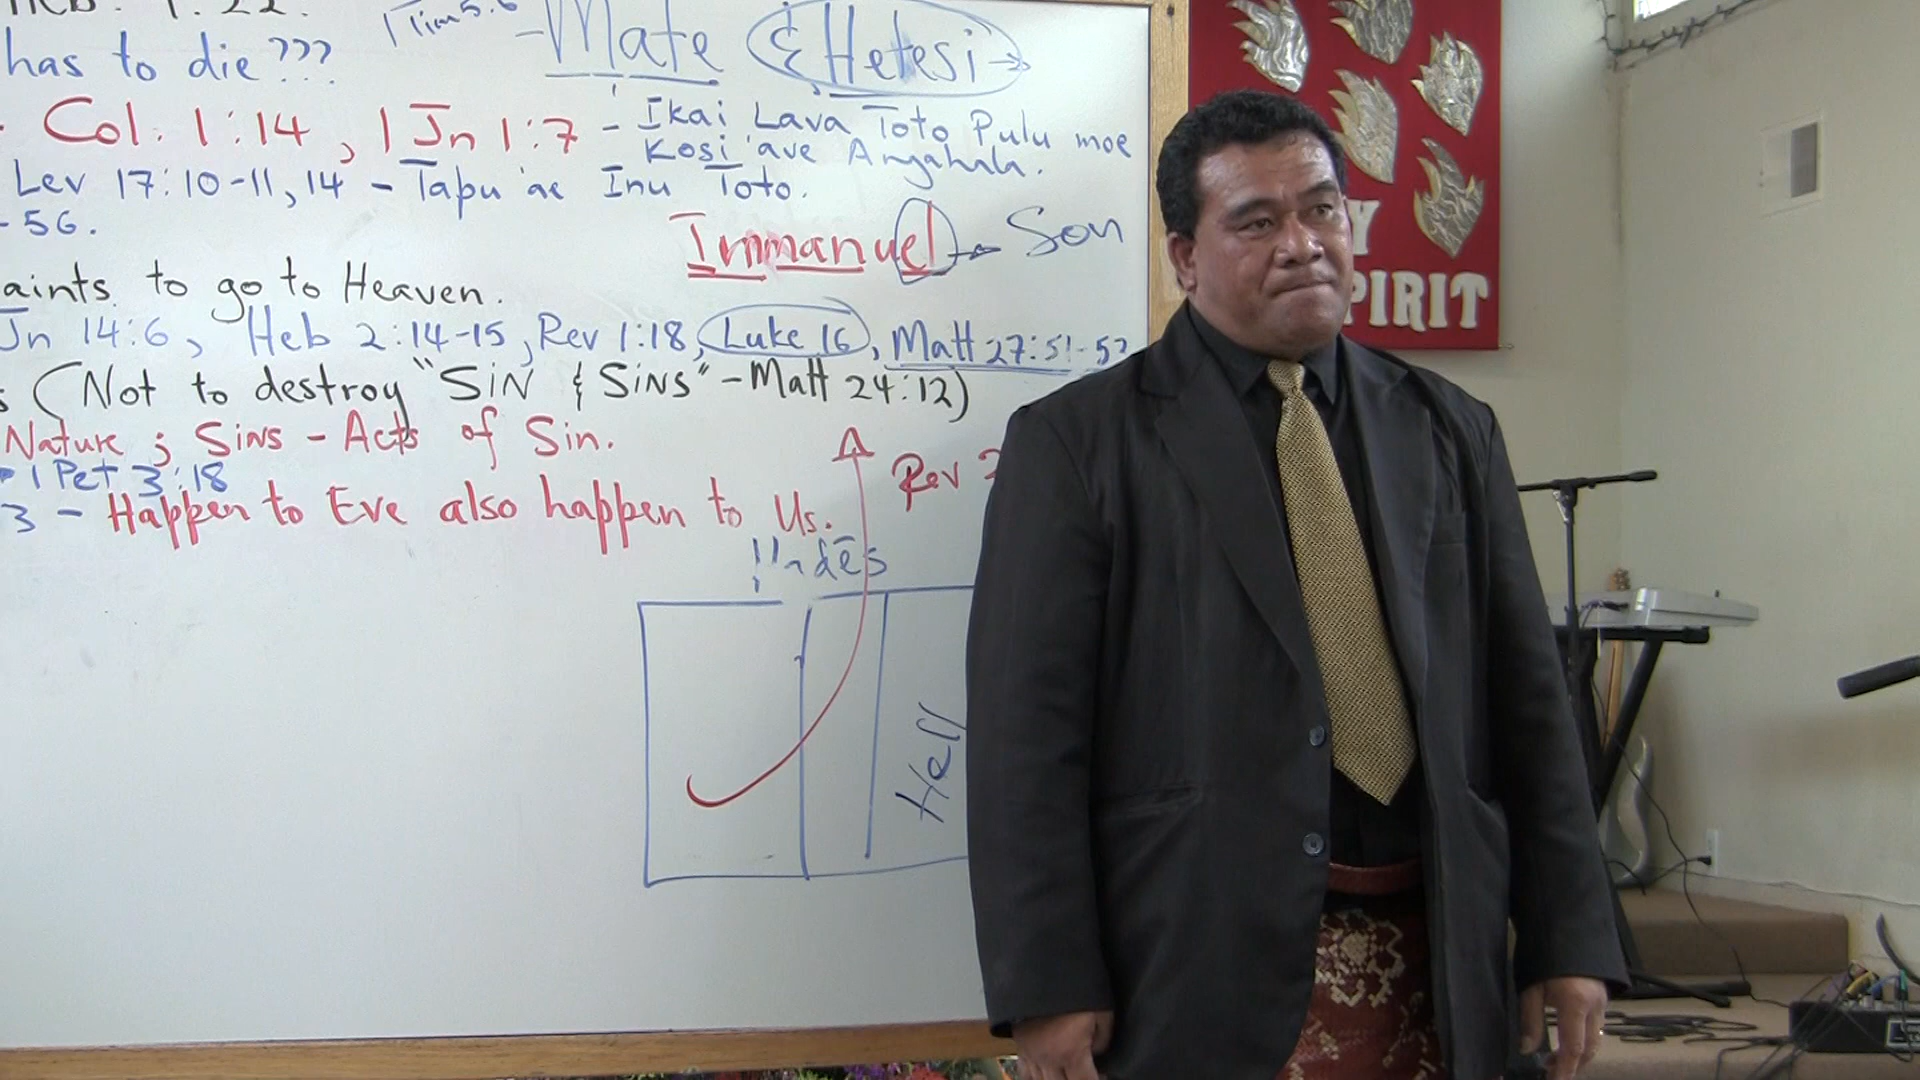 Heb. 9:22.
1 Tim 5:6 - Mate & Hetesi →
has to die???
Col. 1:14, 1 Jn 1:7 - Ikai Lava Toto Pulu moe
Kosi 'ave Angahala.
Lev 17:10-11, 14 - Tapu 'ae Inu Toto.
-56.
Immanuel → Son
aints to go to Heaven.
Jn 14:6, Heb 2:14-15, Rev 1:18, Luke 16, Matt 27:51-53
s (Not to destroy "SiN & SiNS" - Matt 24:12)
Nature ; Sins - Acts of Sin.
1 Pet 3:18
Rev
3 - Happen to Eve also happen to Us.
Hell
Y
SPIRIT